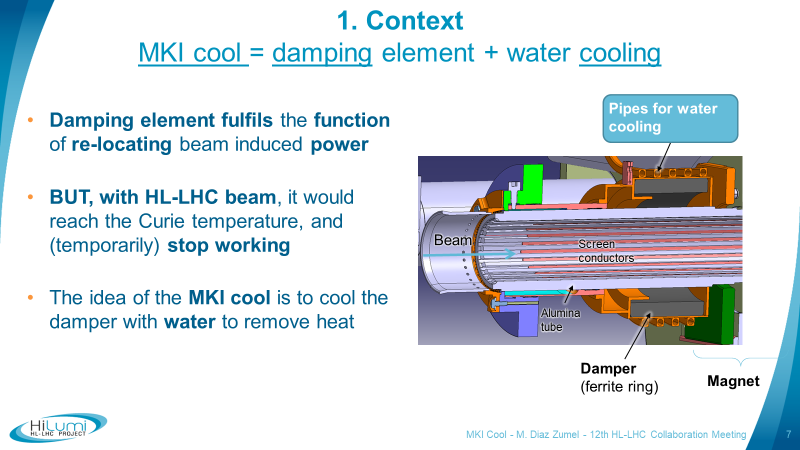 1. Context
MKI cool = damping element + water cooling
• Damping element fulfils the function
of re-locating beam induced power
• BUT, with HL-LHC beam, it would
reach the Curie temperature, and
(temporarily) stop working
• The idea of the MKI cool is to cool the
damper with water to remove heat
Pipes for water
cooling
Beam
Screen
conductors
Alumina
tube
Damper
(ferrite ring)
Magnet
HiLumi
HL-LHC PROJECT
MKI Cool - M. Diaz Zumel - 12th HL-LHC Collaboration Meeting
7